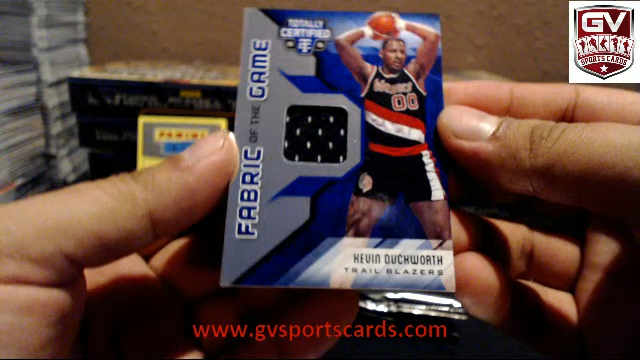 GV
SPORTS CARDS
TOTALLY
CERTIFIED
FABRIC OF THE GAME
00
PANINI
KEVIN DUCKWORTH
TRAIL BLAZERS
www.gvsportscards.com